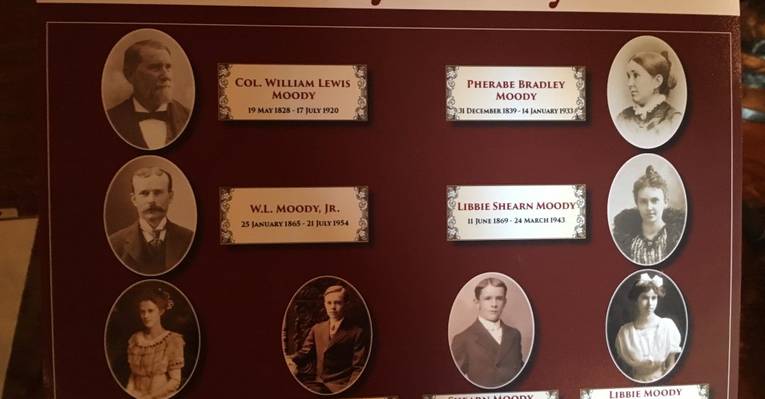 COL. WILLIAM LEWIS
MOODY
19 MAY 1828 - 17 JULY 1920
PHERABE BRADLEY
MOODY
31 DECEMBER 1839 - 14 JANUARY 1933
W.L. MOODY, JR.
25 JANUARY 1865 - 21 JULY 1954
LIBBIE SHEARN MOODY
11 JUNE 1869 - 24 MARCH 1943
SHEARN MOODY
LIBBIE MOODY